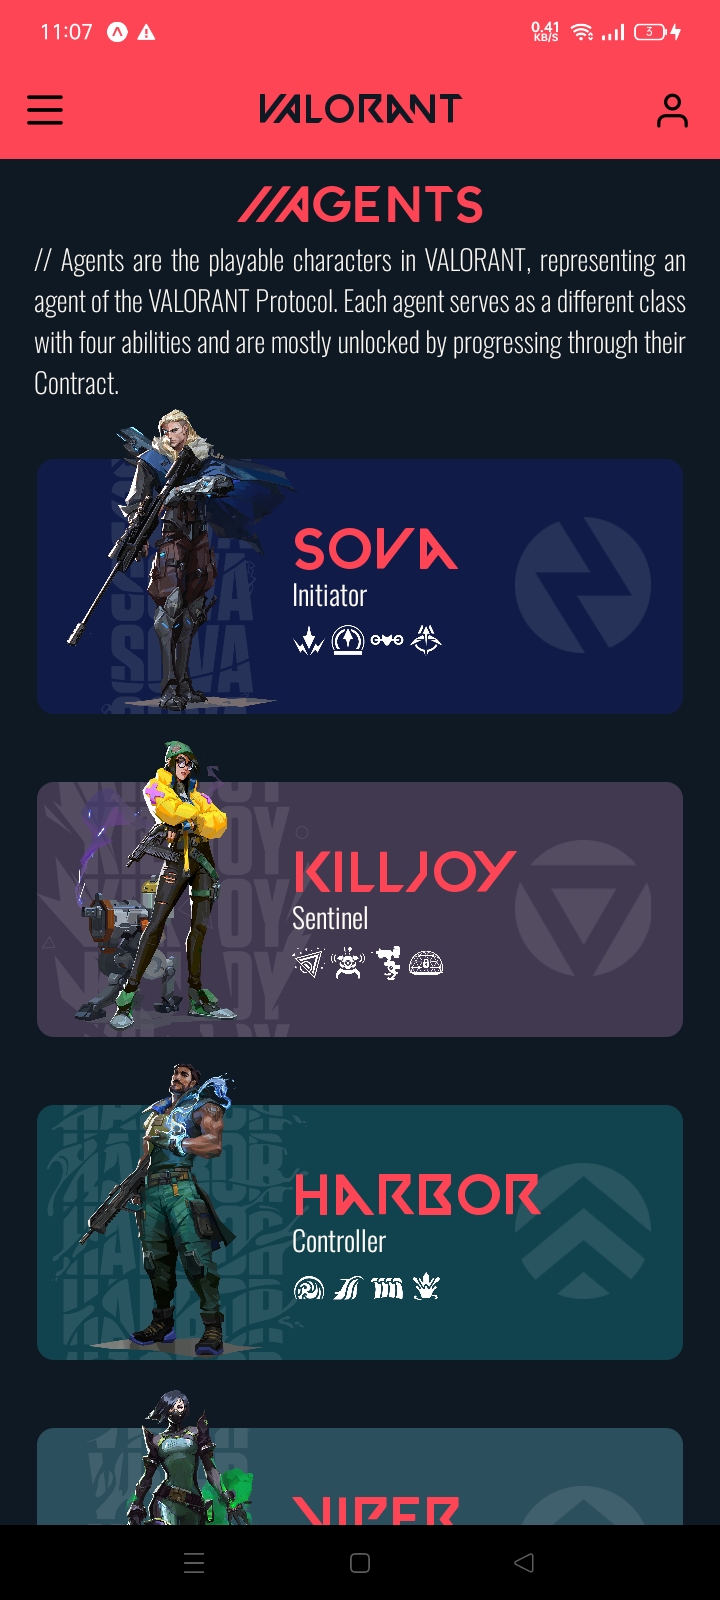 11:07
0.41
KB/S
3
VALORANT
//AGENTS
// Agents are the playable characters in VALORANT, representing an
agent of the VALORANT Protocol. Each agent serves as a different class
with four abilities and are mostly unlocked by progressing through their
Contract.
SOVA
SOVA
SOVA
Initiator
KILLJOY
Sentinel
HARBOR
Controller
VIPER